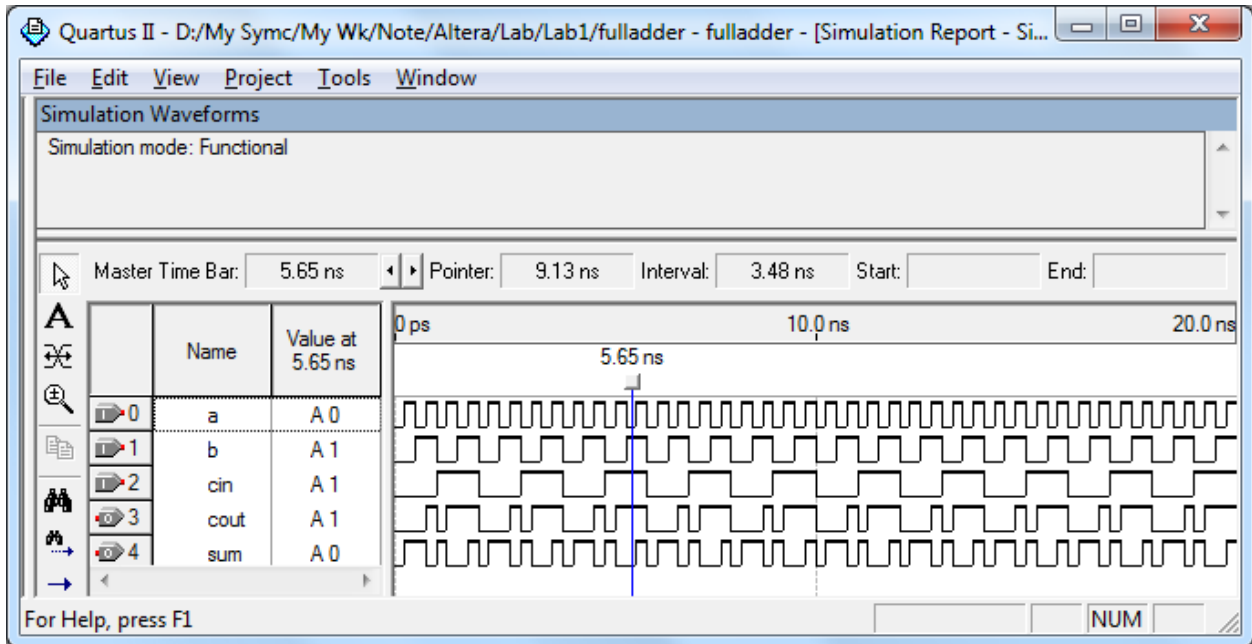 Quartus II - D:/My Symc/My Wk/Note/Altera/Lab/Lab1/fulladder - fulladder - [Simulation Report - Si...
File Edit View Project Tools Window
Simulation Waveforms
Simulation mode: Functional
Master Time Bar: 5.65 ns Pointer: 9.13 ns Interval: 3.48 ns Start: End:
Name Value at 5.65 ns 0 ps 10.0 ns 20.0 ns
5.65 ns
0 a A 0
1 b A 1
2 cin A 1
3 cout A 1
4 sum A 0
For Help, press F1 NUM